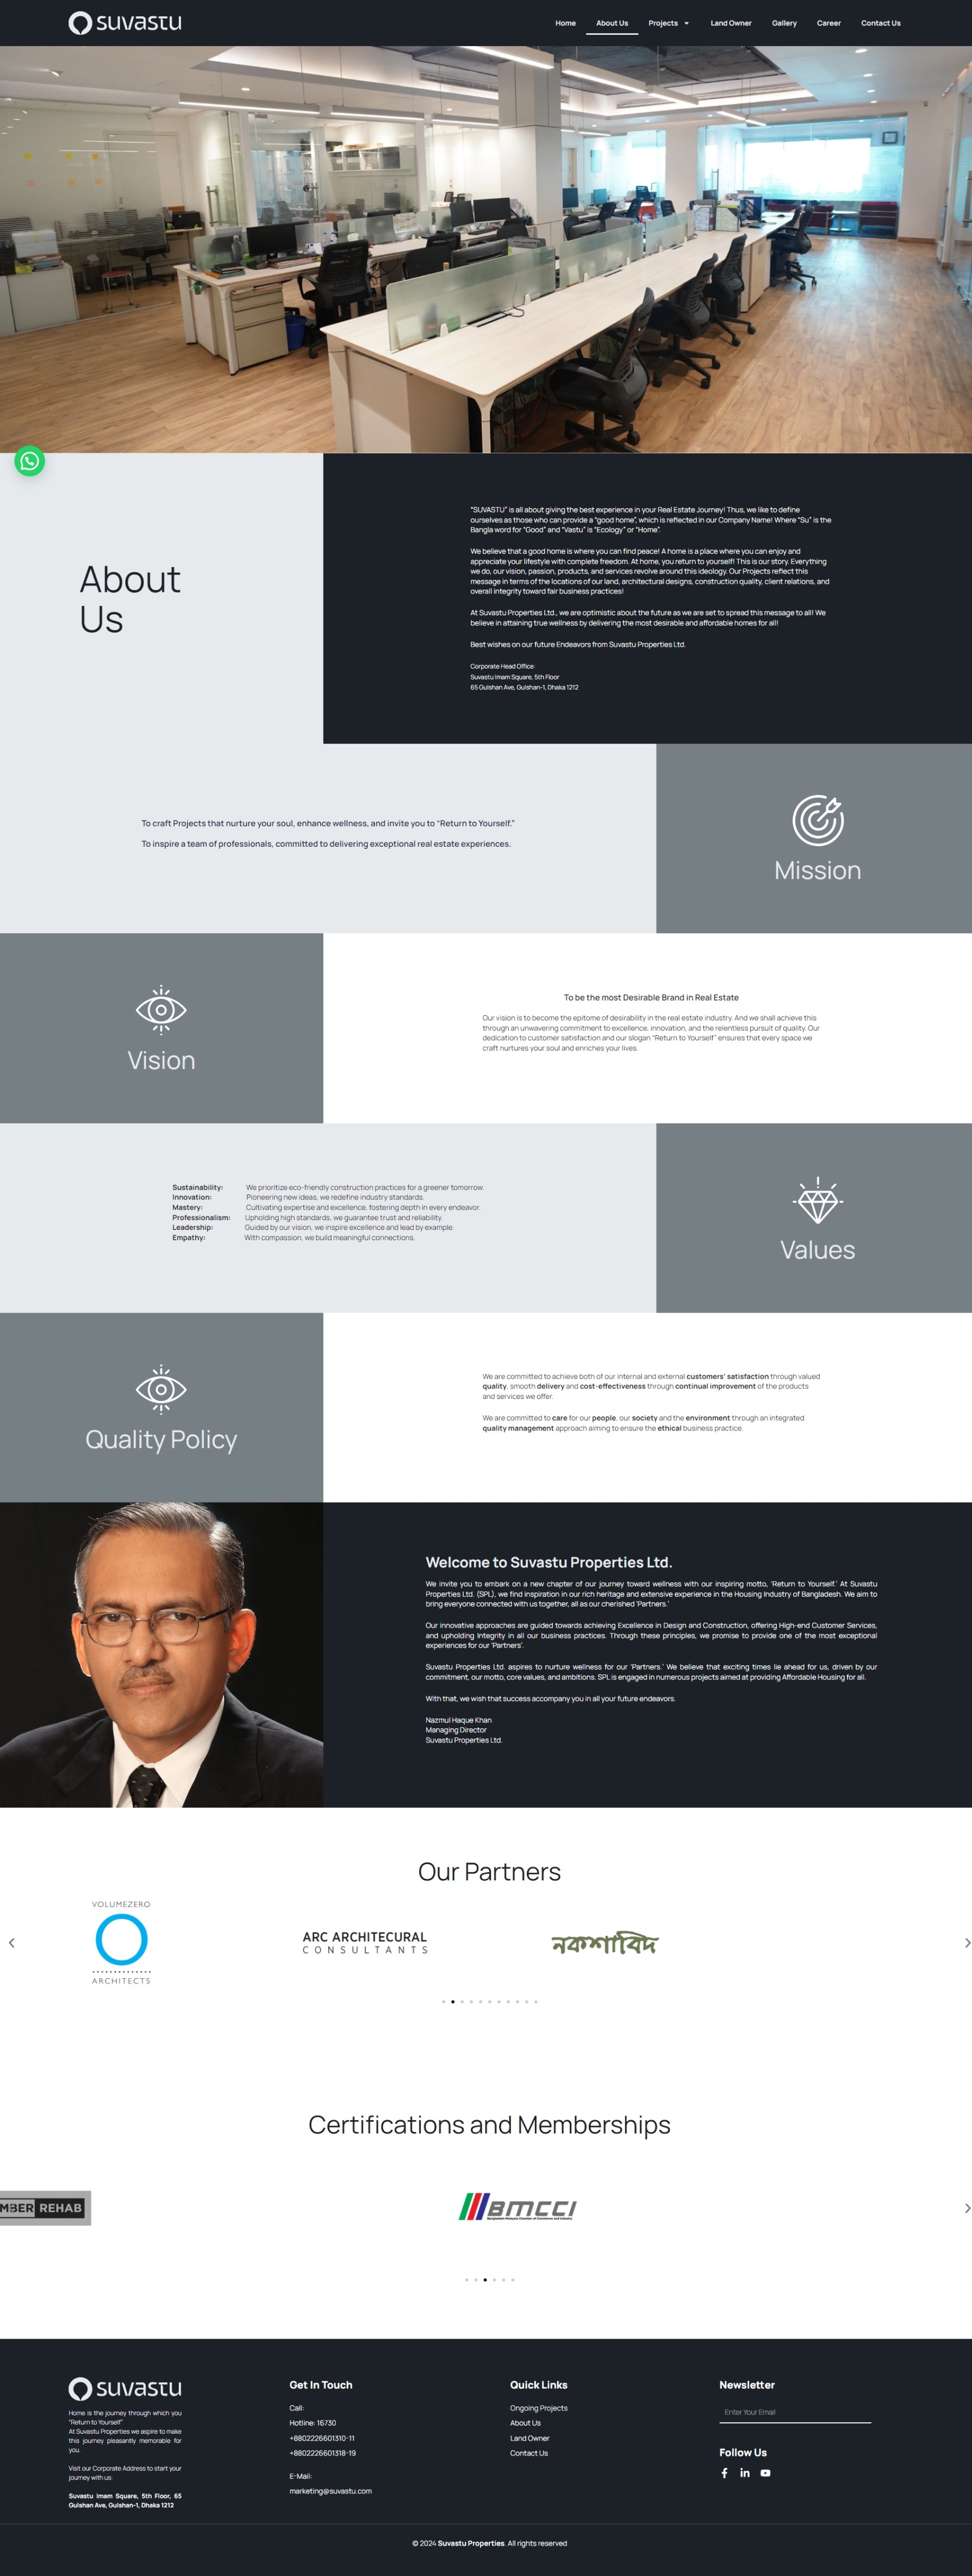 suvastu
Home About Us Projects Land Owner Gallery Career Contact Us
About
Us
“SUVASTU” is all about giving the best experience in your Real Estate Journey! Thus, we like to define
ourselves as those who can provide a “good home”, which is reflected in our Company Name! Where “Su” is the
Bangla word for “Good” and “Vastu” is “Ecology” or “Home”.
We believe that a good home is where you can find peace! A home is a place where you can enjoy and
appreciate your lifestyle with complete freedom. At home, you return to yourself! This is our story. Everything
we do, our vision, passion, products, and services revolve around this ideology. Our Projects reflect this
message in terms of the locations of our land, architectural designs, construction quality, client relations, and
overall integrity toward fair business practices!
At Suvastu Properties Ltd., we are optimistic about the future as we are set to spread this message to all! We
believe in attaining true wellness by delivering the most desirable and affordable homes for all!
Best wishes on our future Endeavors from Suvastu Properties Ltd.
Corporate Head Office:
Suvastu Imam Square, 5th Floor
65 Gulshan Ave, Gulshan-1, Dhaka 1212
To craft Projects that nurture your soul, enhance wellness, and invite you to “Return to Yourself.”
To inspire a team of professionals, committed to delivering exceptional real estate experiences.
Mission
Vision
To be the most Desirable Brand in Real Estate
Our vision is to become the epitome of desirability in the real estate industry. And we shall achieve this
through an unwavering commitment to excellence, innovation, and the relentless pursuit of quality. Our
dedication to customer satisfaction and our slogan “Return to Yourself” ensures that every space we
craft nurtures your soul and enriches your lives.
Sustainability: We prioritize eco-friendly construction practices for a greener tomorrow.
Innovation: Pioneering new ideas, we redefine industry standards.
Mastery: Cultivating expertise and excellence, fostering depth in every endeavor.
Professionalism: Upholding high standards, we guarantee trust and reliability.
Leadership: Guided by our vision, we inspire excellence and lead by example.
Empathy: With compassion, we build meaningful connections.
Values
Quality Policy
We are committed to achieve both of our internal and external customers’ satisfaction through valued
quality, smooth delivery and cost-effectiveness through continual improvement of the products
and services we offer.
We are committed to care for our people, our society and the environment through an integrated
quality management approach aiming to ensure the ethical business practice.
Welcome to Suvastu Properties Ltd.
We invite you to embark on a new chapter of our journey toward wellness with our inspiring motto, ‘Return to Yourself.’ At Suvastu
Properties Ltd. (SPL), we find inspiration in our rich heritage and extensive experience in the Housing Industry of Bangladesh. We aim to
bring everyone connected with us together, all as our cherished ‘Partners.’
Our innovative approaches are guided towards achieving Excellence in Design and Construction, offering High-end Customer Services,
and upholding Integrity in all our business practices. Through these principles, we promise to provide one of the most exceptional
experiences for our ‘Partners’.
Suvastu Properties Ltd. aspires to nurture wellness for our ‘Partners.’ We believe that exciting times lie ahead for us, driven by our
commitment, our motto, core values, and ambitions. SPL is engaged in numerous projects aimed at providing Affordable Housing for all.
With that, we wish that success accompany you in all your future endeavors.
Nazmul Haque Khan
Managing Director
Suvastu Properties Ltd.
Our Partners
VOLUMEZERO
ARCHITECTS
ARC ARCHITECURAL
CONSULTANTS
নকশাবিদ
Certifications and Memberships
MBER REHAB
BMCCI
Bangladesh Malaysia Chamber of Commerce and Industry
suvastu
Home is the journey through which you
“Return to Yourself”
At Suvastu Properties we aspire to make
this journey pleasantly memorable for
you.
Visit our Corporate Address to start your
journey with us:
Suvastu Imam Square, 5th Floor, 65
Gulshan Ave, Gulshan-1, Dhaka 1212
Get In Touch
Call:
Hotline: 16730
+8802226601310-11
+8802226601318-19
E-Mail:
marketing@suvastu.com
Quick Links
Ongoing Projects
About Us
Land Owner
Contact Us
Newsletter
Enter Your Email
Follow Us
© 2024 Suvastu Properties. All rights reserved